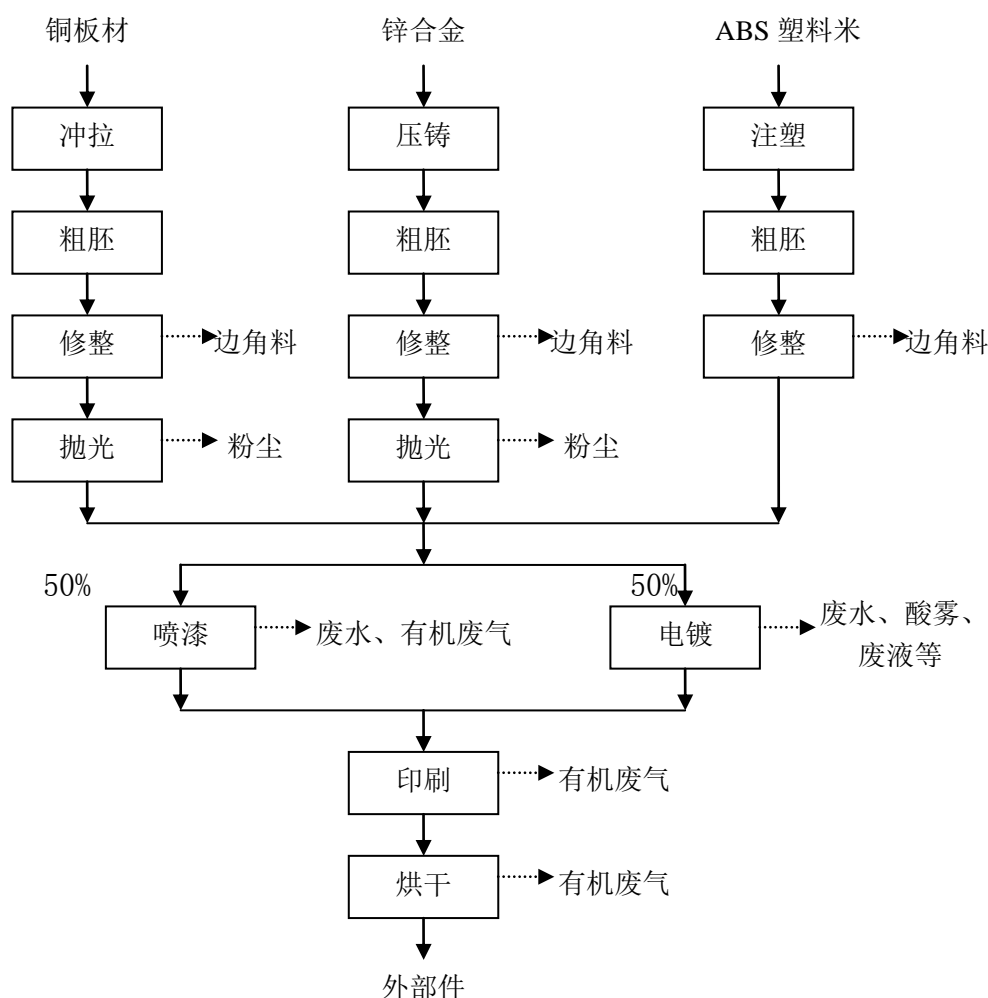 铜板材
锌合金
ABS 塑料米
冲拉
压铸
注塑
粗胚
粗胚
粗胚
修整
边角料
修整
边角料
修整
边角料
抛光
粉尘
抛光
粉尘
50%
50%
喷漆
废水、有机废气
电镀
废水、酸雾、
废液等
印刷
有机废气
烘干
有机废气
外部件